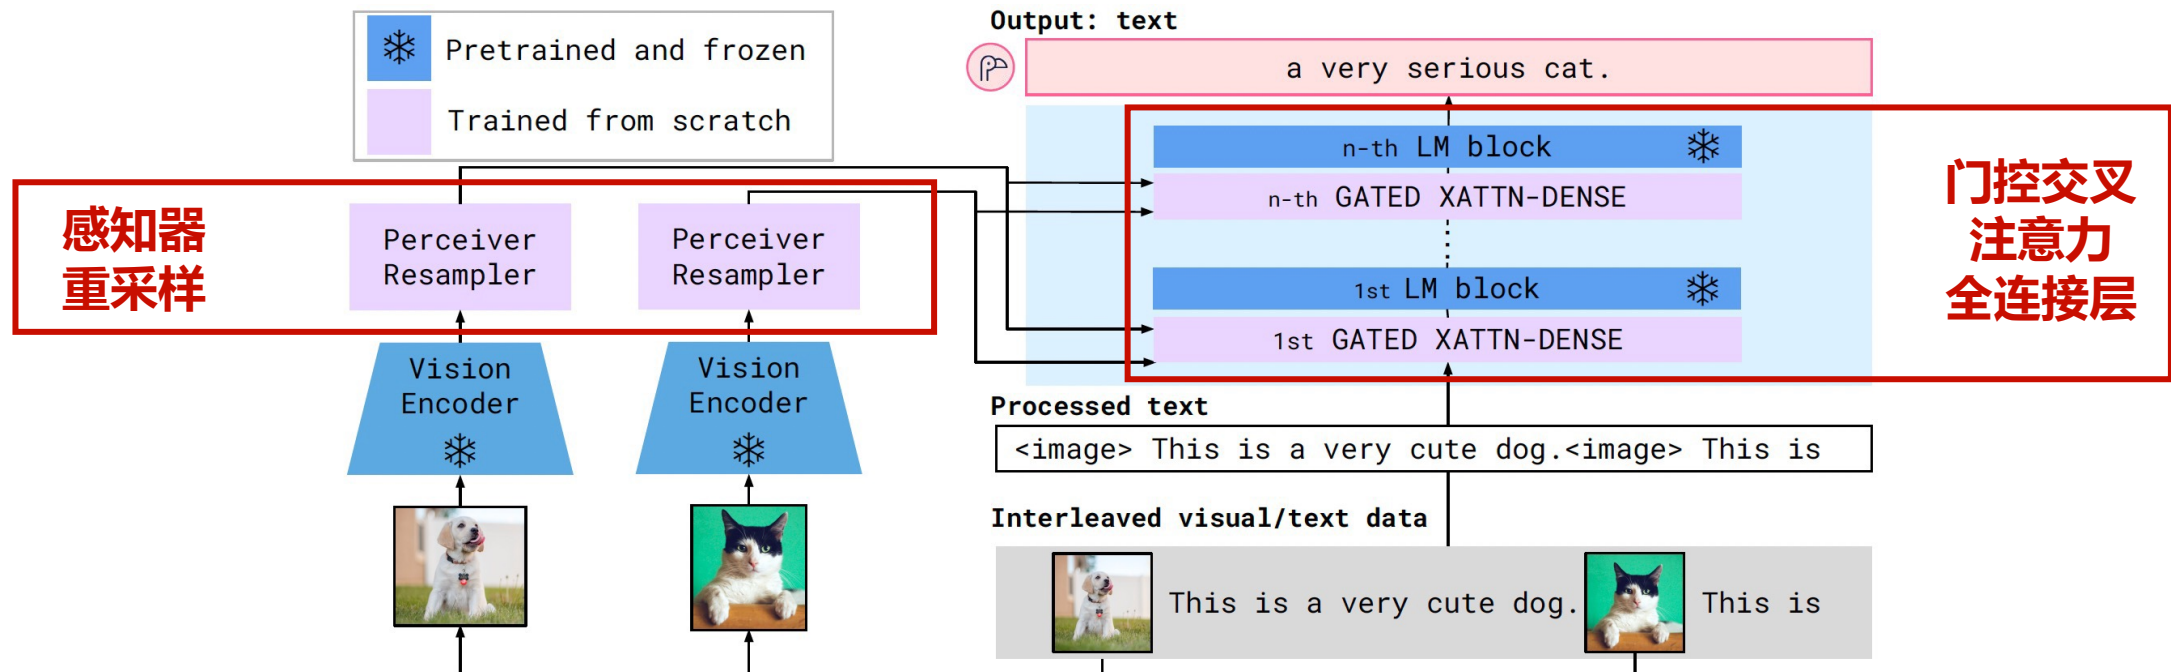 Pretrained and frozen
Trained from scratch
感知器
重采样
Perceiver
Resampler
Perceiver
Resampler
Vision
Encoder
Vision
Encoder
Output: text
a very serious cat.
n-th LM block
n-th GATED XATTN-DENSE
1st LM block
1st GATED XATTN-DENSE
门控交叉
注意力
全连接层
Processed text
<image> This is a very cute dog.<image> This is
Interleaved visual/text data
This is a very cute dog.
This is